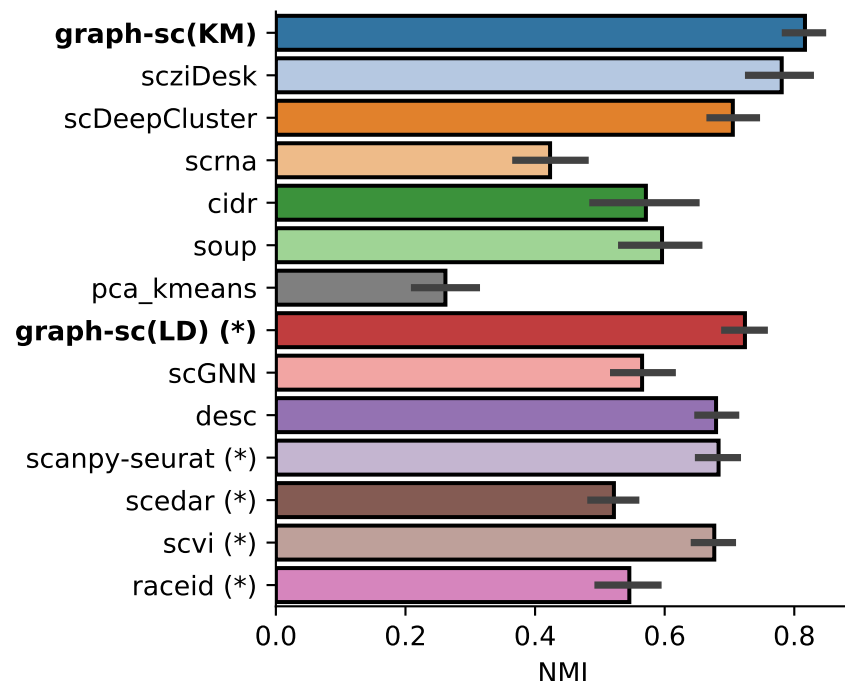 graph-sc(KM)
scziDesk
scDeepCluster
scrna
cidr
soup
pca_kmeans
graph-sc(LD) (*)
scGNN
desc
scanpy-seurat (*)
scedar (*)
scvi (*)
raceid (*)
0.0 0.2 0.4 0.6 0.8
NMI